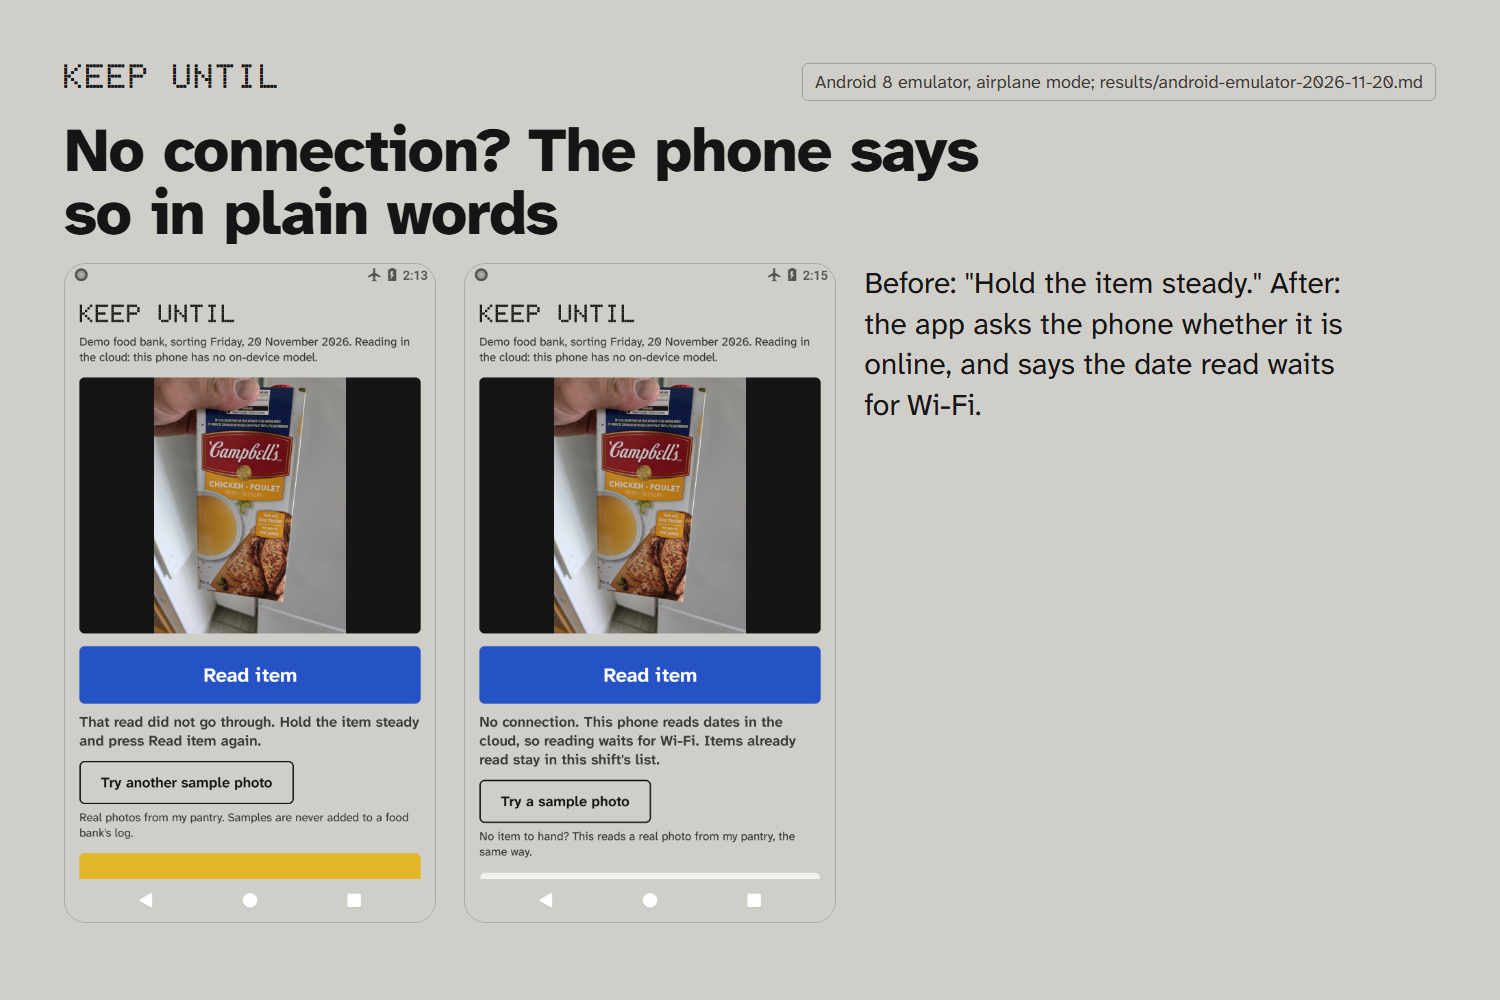 KEEP UNTIL
Android 8 emulator, airplane mode; results/android-emulator-2026-11-20.md
No connection? The phone says
so in plain words
2:13
KEEP UNTIL
Demo food bank, sorting Friday, 20 November 2026. Reading in
the cloud: this phone has no on-device model.
Campbell's
CHICKEN • POULET
Read item
That read did not go through. Hold the item steady
and press Read item again.
Try another sample photo
Real photos from my pantry. Samples are never added to a food
bank's log.
2:15
KEEP UNTIL
Demo food bank, sorting Friday, 20 November 2026. Reading in
the cloud: this phone has no on-device model.
Campbell's
CHICKEN • POULET
Read item
No connection. This phone reads dates in the
cloud, so reading waits for Wi-Fi. Items already
read stay in this shift's list.
Try a sample photo
No item to hand? This reads a real photo from my pantry, the
same way.
Before: "Hold the item steady." After:
the app asks the phone whether it is
online, and says the date read waits
for Wi-Fi.